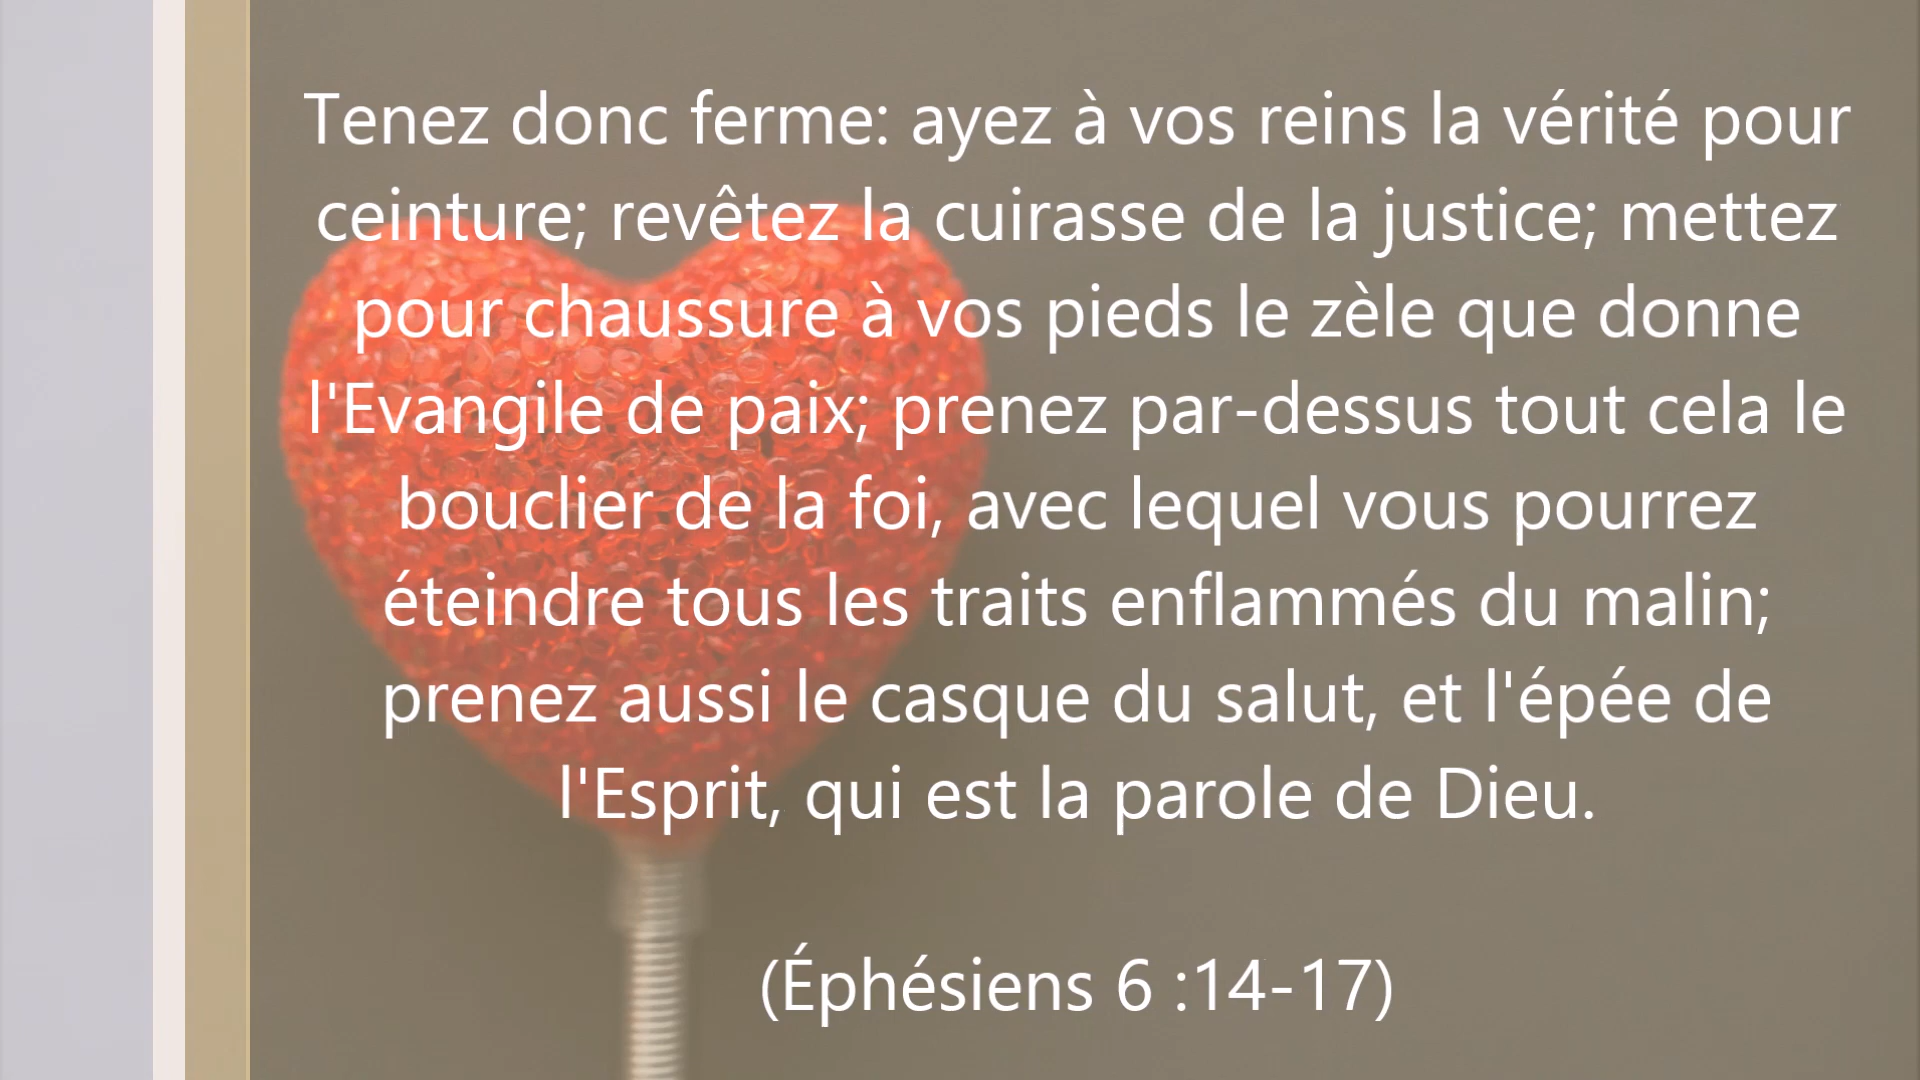 Tenez donc ferme: ayez à vos reins la vérité pour
ceinture; revêtez la cuirasse de la justice; mettez
pour chaussure à vos pieds le zèle que donne
l'Evangile de paix; prenez par-dessus tout cela le
bouclier de la foi, avec lequel vous pourrez
éteindre tous les traits enflammés du malin;
prenez aussi le casque du salut, et l'épée de
l'Esprit, qui est la parole de Dieu.
(Éphésiens 6 :14-17)